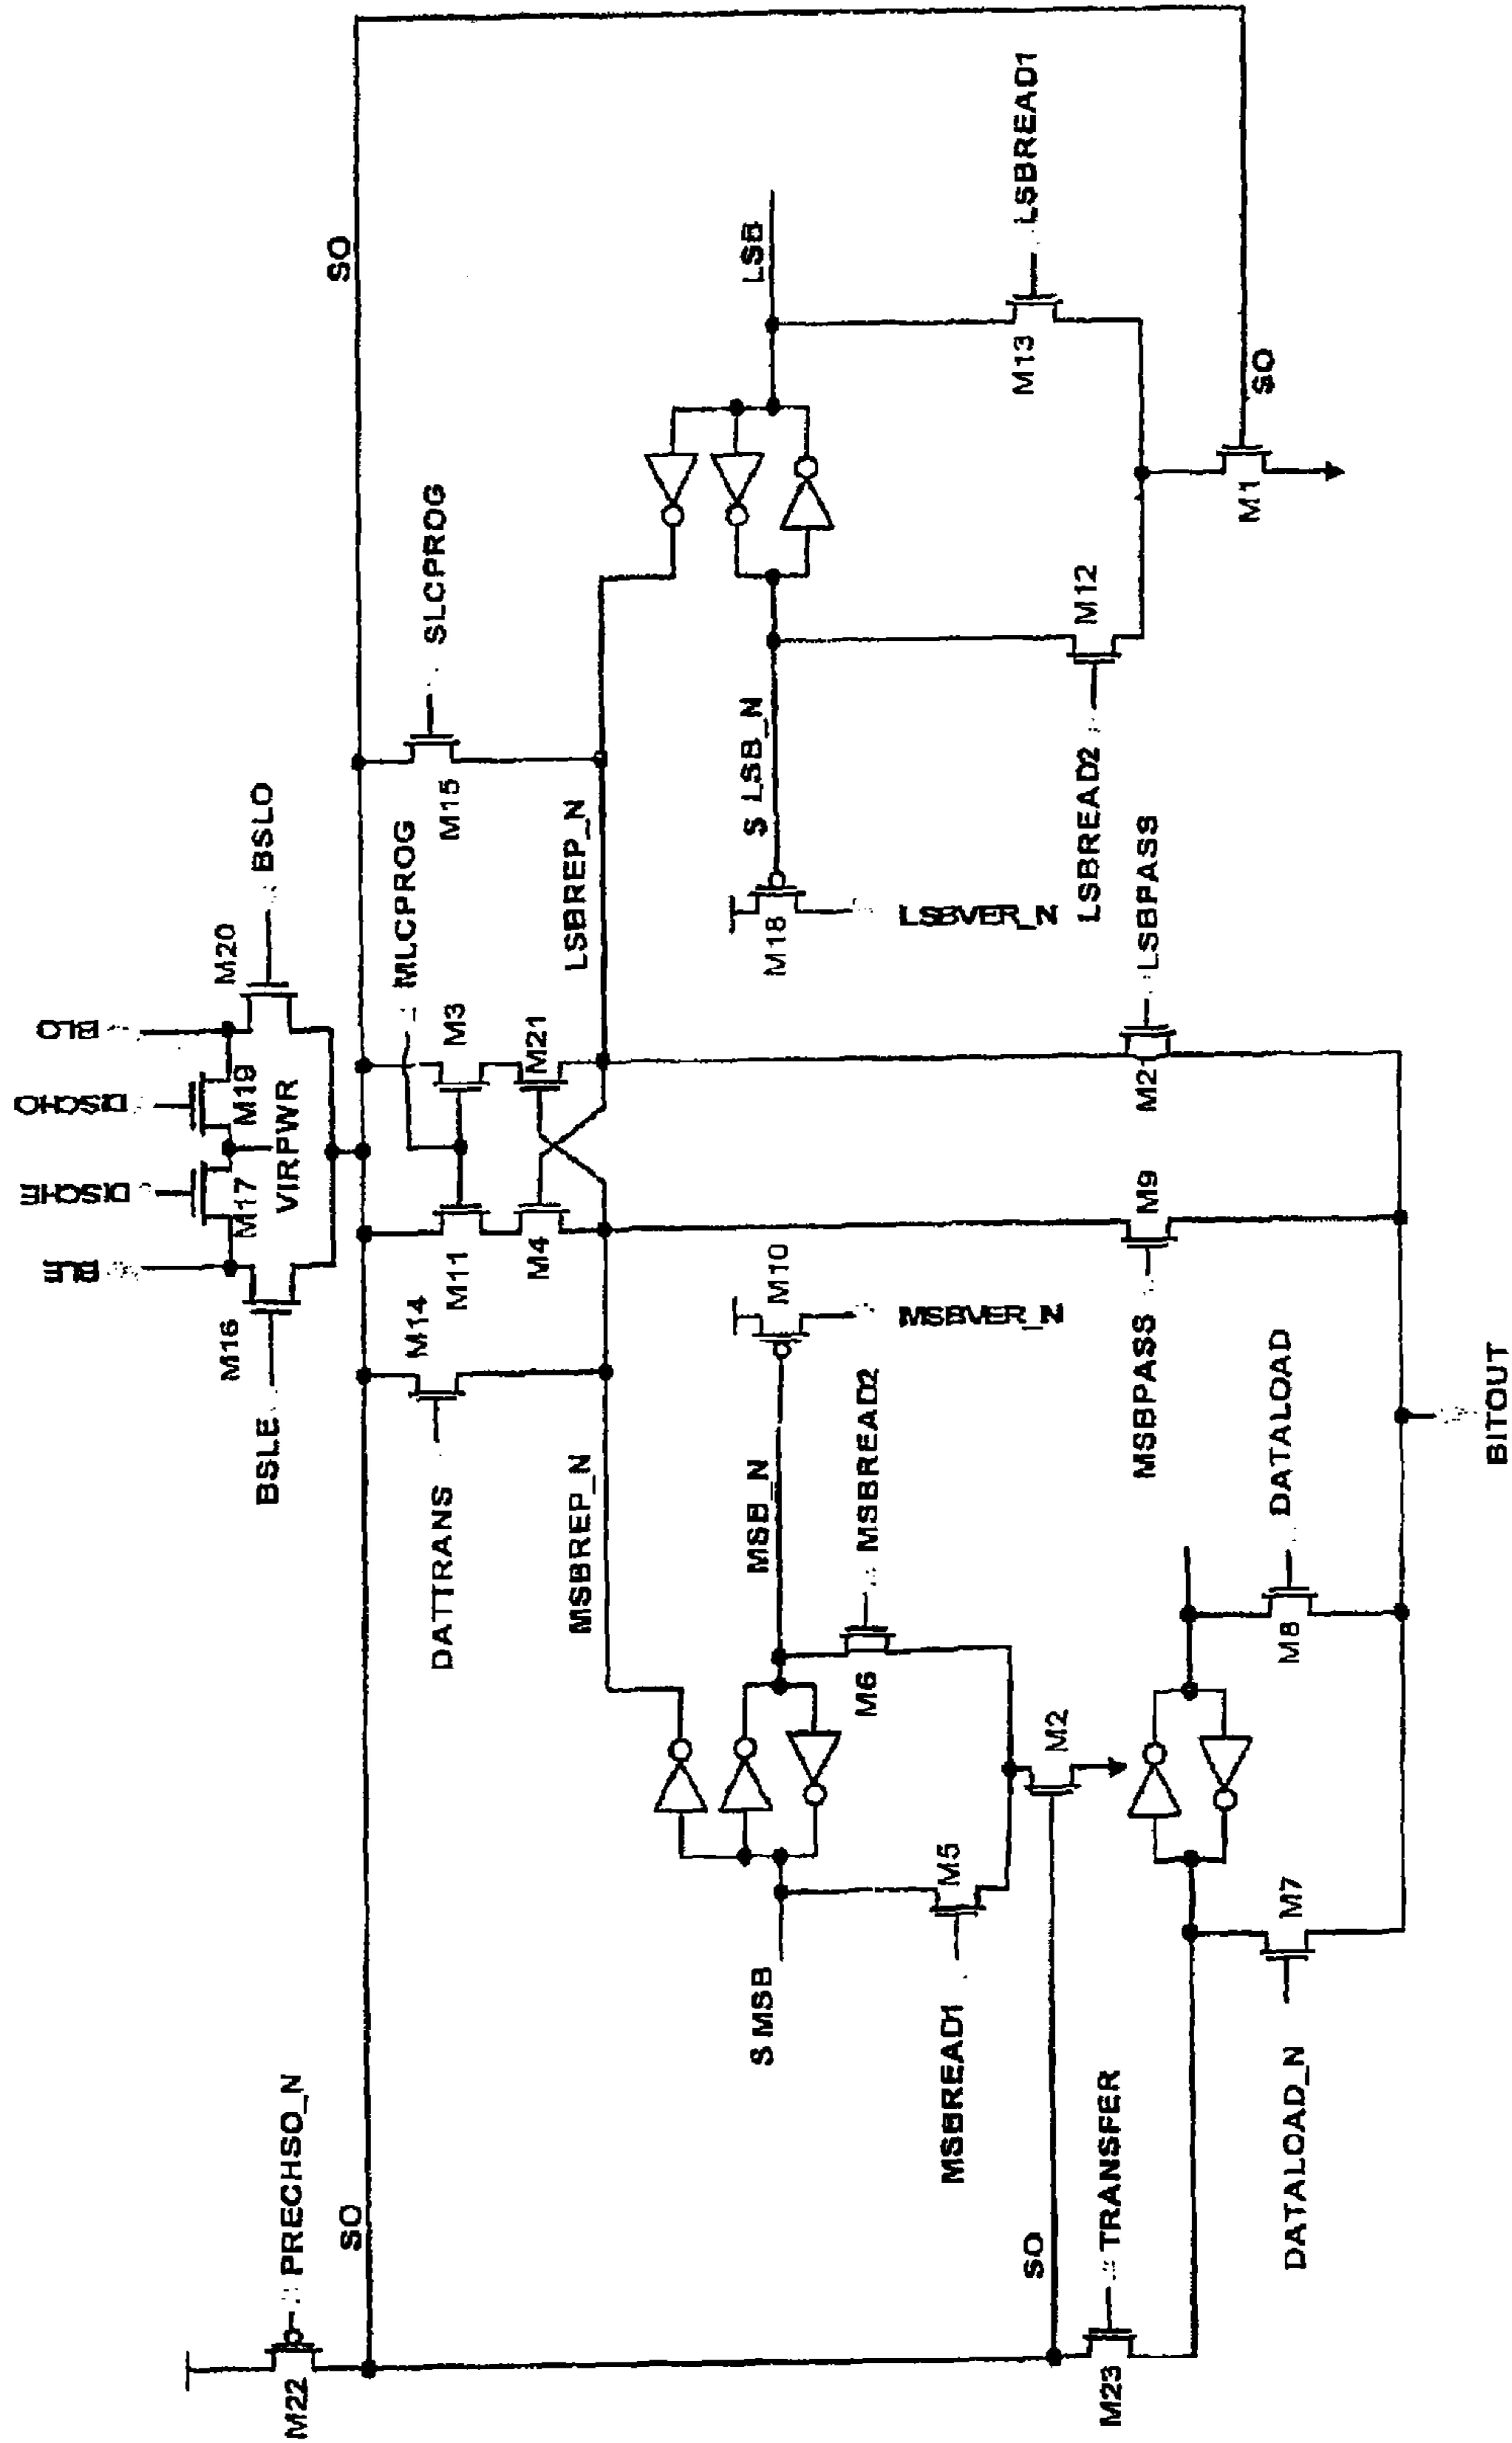 BLE
DISCHE
DISCHO
BLO
M17
M19
VIRPWR
M16
M20
BSLE
BSLO
PRECHSO_N
M22
SO
SO
DATTRANS
M14
M11
M3
MLCPROG
M15
SLCPROG
M4
M21
MSBREP_N
LSBREP_N
S MSB
MSB_N
M10
MSBVER_N
S LSB_N
M18
LSBVER_N
LSB
MSBREAD1
M5
M6
MSBREAD2
LSBREAD2
M12
M13
LSBREAD1
SO
M2
M1
SO
TRANSFER
M23
MSBPASS
M9
M21
LSBPASS
DATALOAD_N
M7
M8
DATALOAD
BITOUT